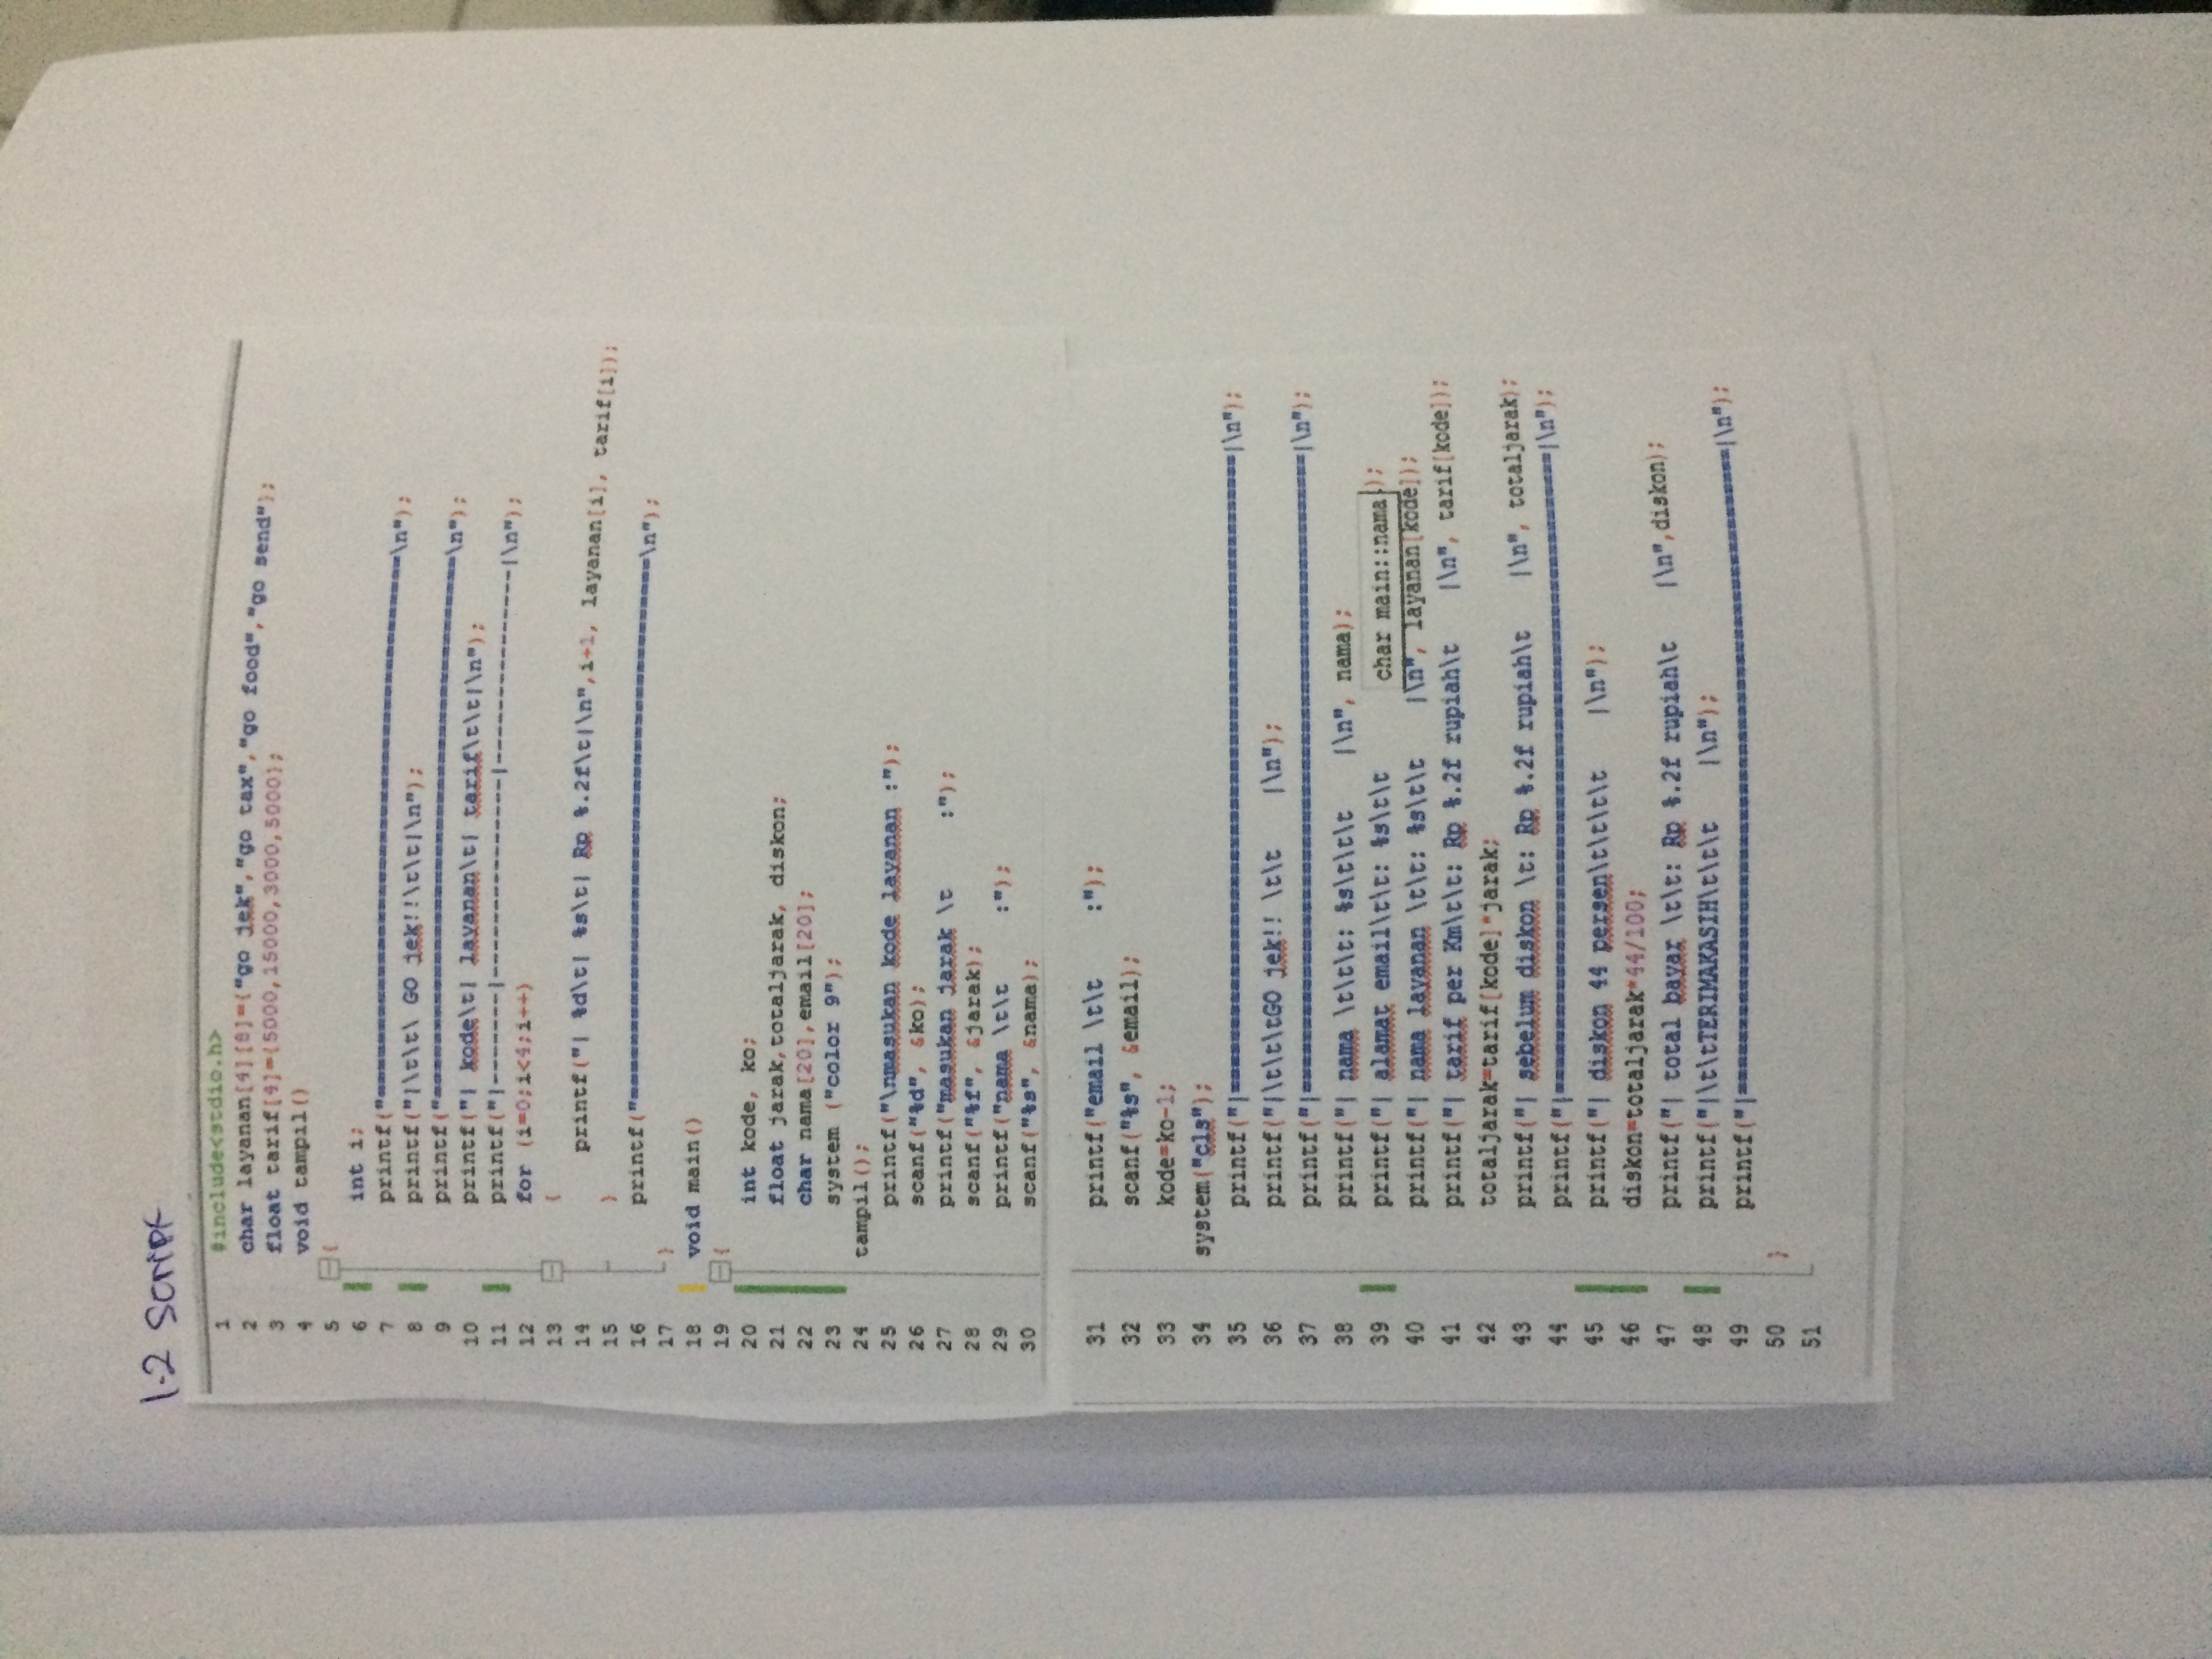 1-2 Script
1 #include<stdio.h>
2 char layanan[4][8]={"go jek","go tax","go food","go send"};
3 float tarif[4]={5000,15000,3000,5000};
4 void tampil()
5 {
6 int i;
7 printf("=========================================\n");
8 printf("|\t\t\ GO jek!!\t\t|\n");
9 printf("=========================================\n");
10 printf("| kode\t| layanan\t| tarif\t\t|\n");
11 printf("|-------|---------------|---------------|\n");
12 for (i=0;i<4;i++)
13 {
14 printf("| %d\t| %s\t| Rp %.2f\t|\n",i+1, layanan[i], tarif[i]);
15 }
16 printf("=========================================\n");
17 }
18 void main()
19 {
20 int kode, ko;
21 float jarak,totaljarak, diskon;
22 char nama[20],email[20];
23 system ("color 9");
24 tampil();
25 printf("\nmasukan kode layanan :");
26 scanf("%d", &ko);
27 printf("masukan jarak \t     :");
28 scanf("%f", &jarak);
29 printf("nama \t\t     :");
30 scanf("%s", &nama);
31 printf("email \t\t     :");
32 scanf("%s", &email);
33 kode=ko-1;
34 system("cls");
35 printf("|===================================================|\n");
36 printf("|\t\t\tGO jek!! \t\t    |\n");
37 printf("|===================================================|\n");
38 printf("| nama \t\t\t: %s\t\t\t    |\n", nama);
39 printf("| alamat email\t\t: %s\t\t char main::nama );
40 printf("| nama layanan \t\t: %s\t\t    |\n", layanan[kode]);
41 printf("| tarif per Km\t\t: Rp %.2f rupiah\t    |\n", tarif[kode]);
42 totaljarak=tarif[kode]*jarak;
43 printf("| sebelum diskon \t: Rp %.2f rupiah\t    |\n", totaljarak);
44 printf("|===================================================|\n");
45 printf("| diskon 44 persen\t\t\t\t    |\n");
46 diskon=totaljarak*44/100;
47 printf("| total bayar \t\t: Rp %.2f rupiah\t    |\n",diskon);
48 printf("|\t\tTERIMAKASIH\t\t\t    |\n");
49 printf("|===================================================|\n");
50 }
51